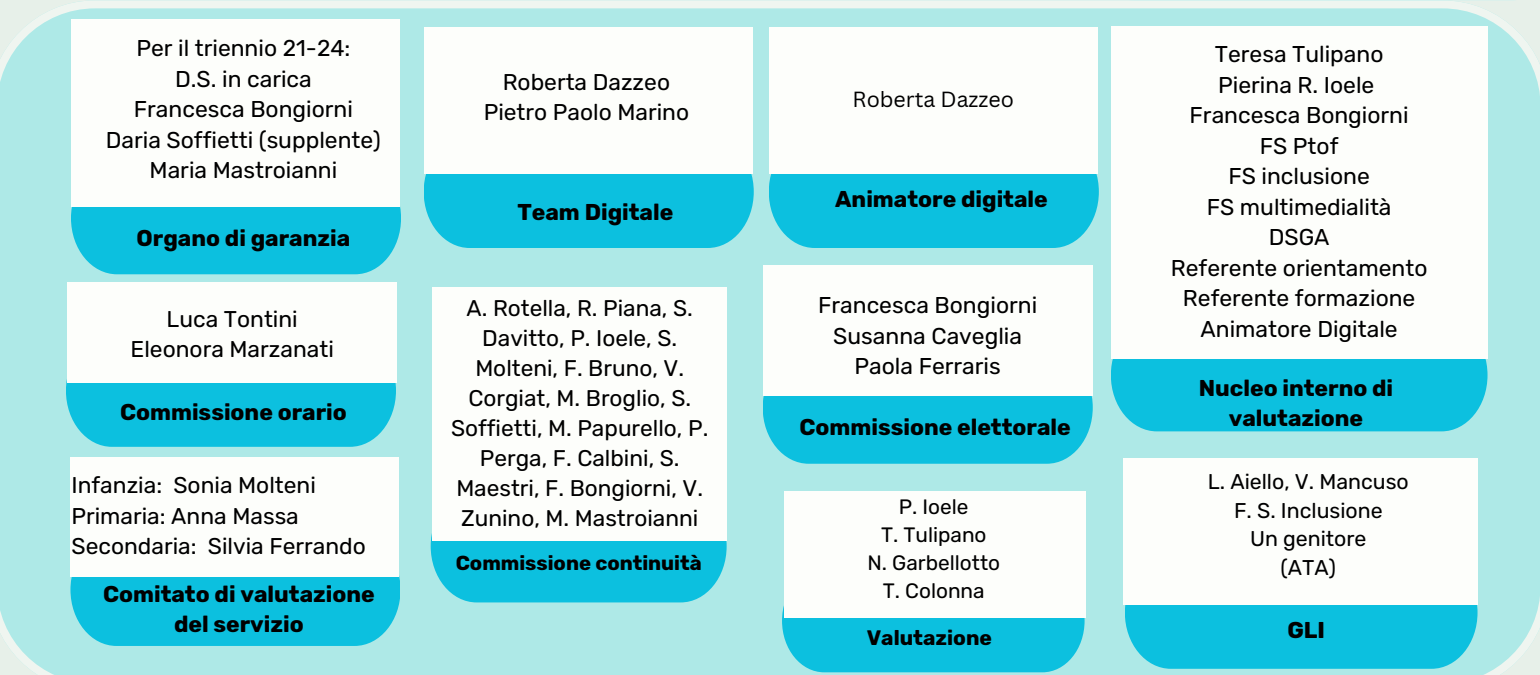 Per il triennio 21-24:
D.S. in carica
Francesca Bongiorni
Daria Soffietti (supplente)
Maria Mastroianni
Organo di garanzia
Roberta Dazzeo
Pietro Paolo Marino
Team Digitale
Roberta Dazzeo
Animatore digitale
Teresa Tulipano
Pierina R. Ioele
Francesca Bongiorni
FS Ptof
FS inclusione
FS multimedialità
DSGA
Referente orientamento
Referente formazione
Animatore Digitale
Nucleo interno di
valutazione
Luca Tontini
Eleonora Marzanati
Commissione orario
A. Rotella, R. Piana, S.
Davitto, P. Ioele, S.
Molteni, F. Bruno, V.
Corgiat, M. Broglio, S.
Soffietti, M. Papurello, P.
Perga, F. Calbini, S.
Maestri, F. Bongiorni, V.
Zunino, M. Mastroianni
Commissione continuità
Francesca Bongiorni
Susanna Caveglia
Paola Ferraris
Commissione elettorale
Infanzia:  Sonia Molteni
Primaria: Anna Massa
Secondaria:  Silvia Ferrando
Comitato di valutazione
del servizio
P. Ioele
T. Tulipano
N. Garbellotto
T. Colonna
Valutazione
L. Aiello, V. Mancuso
F. S. Inclusione
Un genitore
(ATA)
GLI